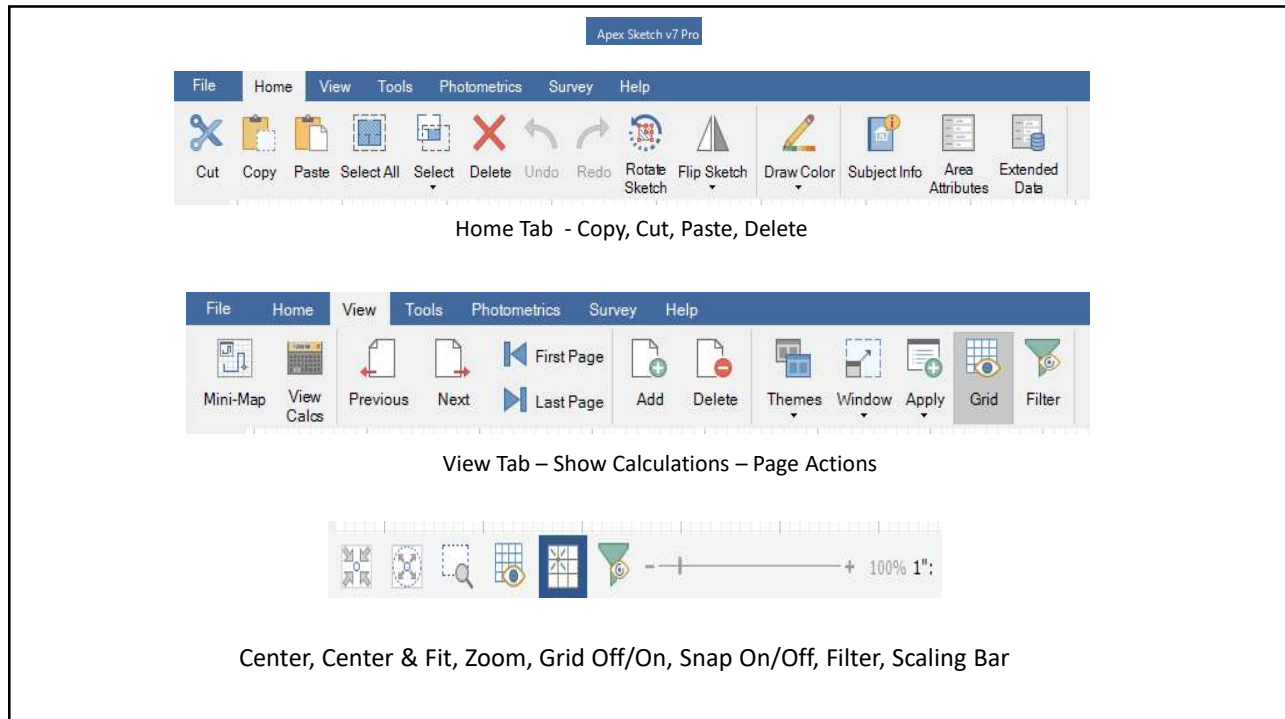 Apex Sketch v7 Pro
File Home View Tools Photometrics Survey Help
Cut Copy Paste Select All Select Delete Undo Redo Rotate Sketch Flip Sketch Draw Color Subject Info Area Attributes Extended Data
Home Tab - Copy, Cut, Paste, Delete
File Home View Tools Photometrics Survey Help
First Page
Mini-Map View Calcs Previous Next Last Page Add Delete Themes Window Apply Grid Filter
View Tab – Show Calculations – Page Actions
100% 1":
Center, Center & Fit, Zoom, Grid Off/On, Snap On/Off, Filter, Scaling Bar